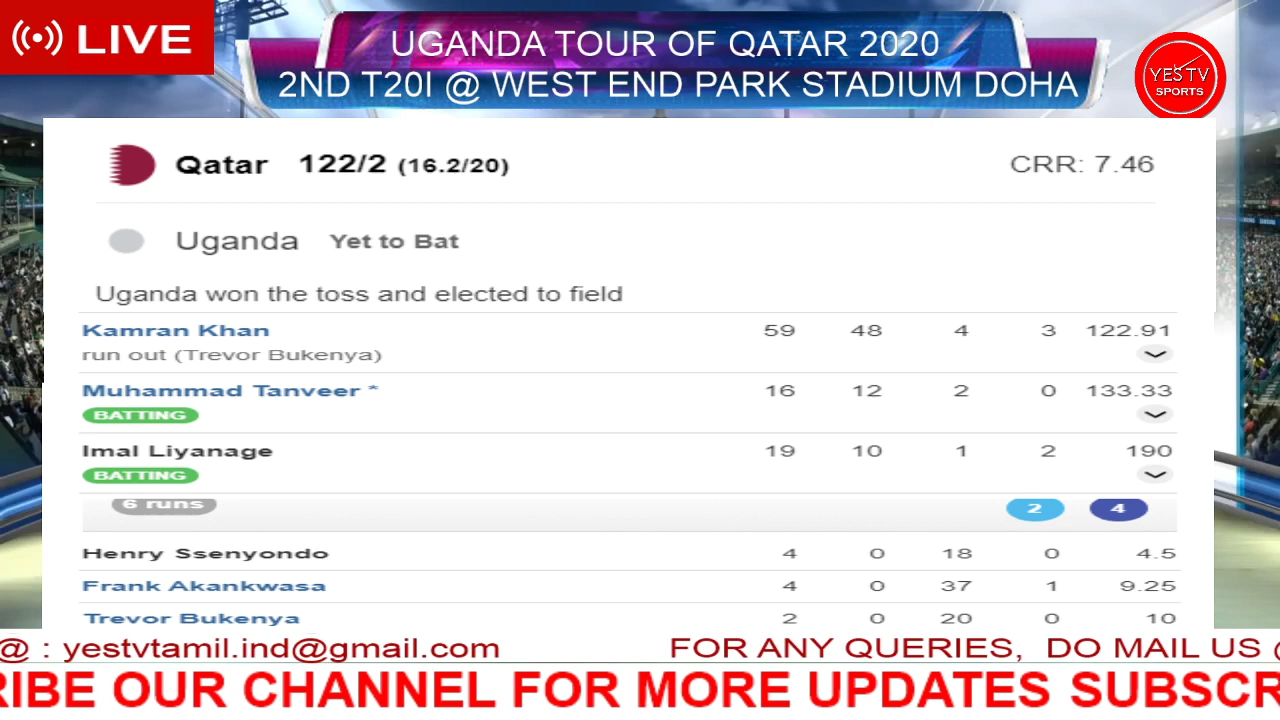 LIVE
UGANDA TOUR OF QATAR 2020
2ND T20I @ WEST END PARK STADIUM DOHA
YES TV
SPORTS
Qatar 122/2 (16.2/20) CRR: 7.46
Uganda Yet to Bat
Uganda won the toss and elected to field
Kamran Khan 59 48 4 3 122.91
run out (Trevor Bukenya)
Muhammad Tanveer * 16 12 2 0 133.33
BATTING
Imal Liyanage 19 10 1 2 190
BATTING
6 runs 2 4
Henry Ssenyondo 4 0 18 0 4.5
Frank Akankwasa 4 0 37 1 9.25
Trevor Bukenya 2 0 20 0 10
@ : yestvtamil.ind@gmail.com FOR ANY QUERIES, DO MAIL US @
RIBE OUR CHANNEL FOR MORE UPDATES SUBSCR